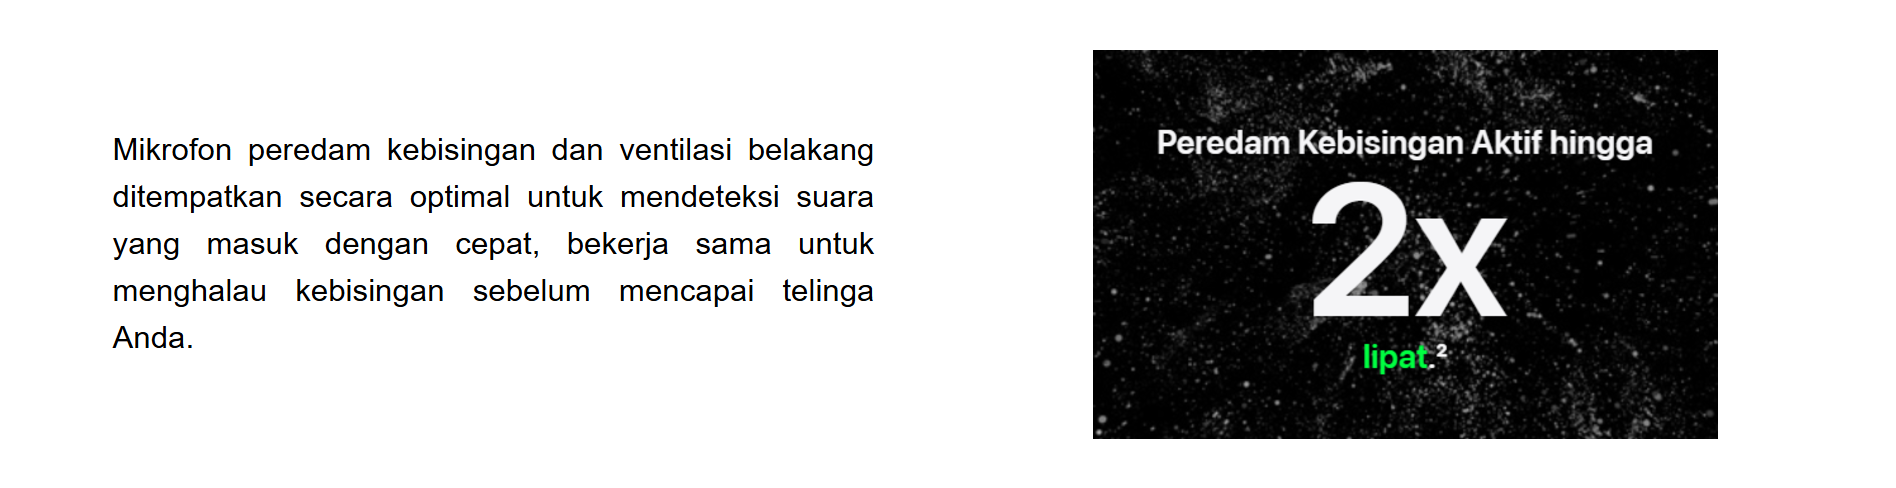 Mikrofon peredam kebisingan dan ventilasi belakang
ditempatkan secara optimal untuk mendeteksi suara
yang masuk dengan cepat, bekerja sama untuk
menghalau kebisingan sebelum mencapai telinga
Anda.
Peredam Kebisingan Aktif hingga
2x
lipat.²